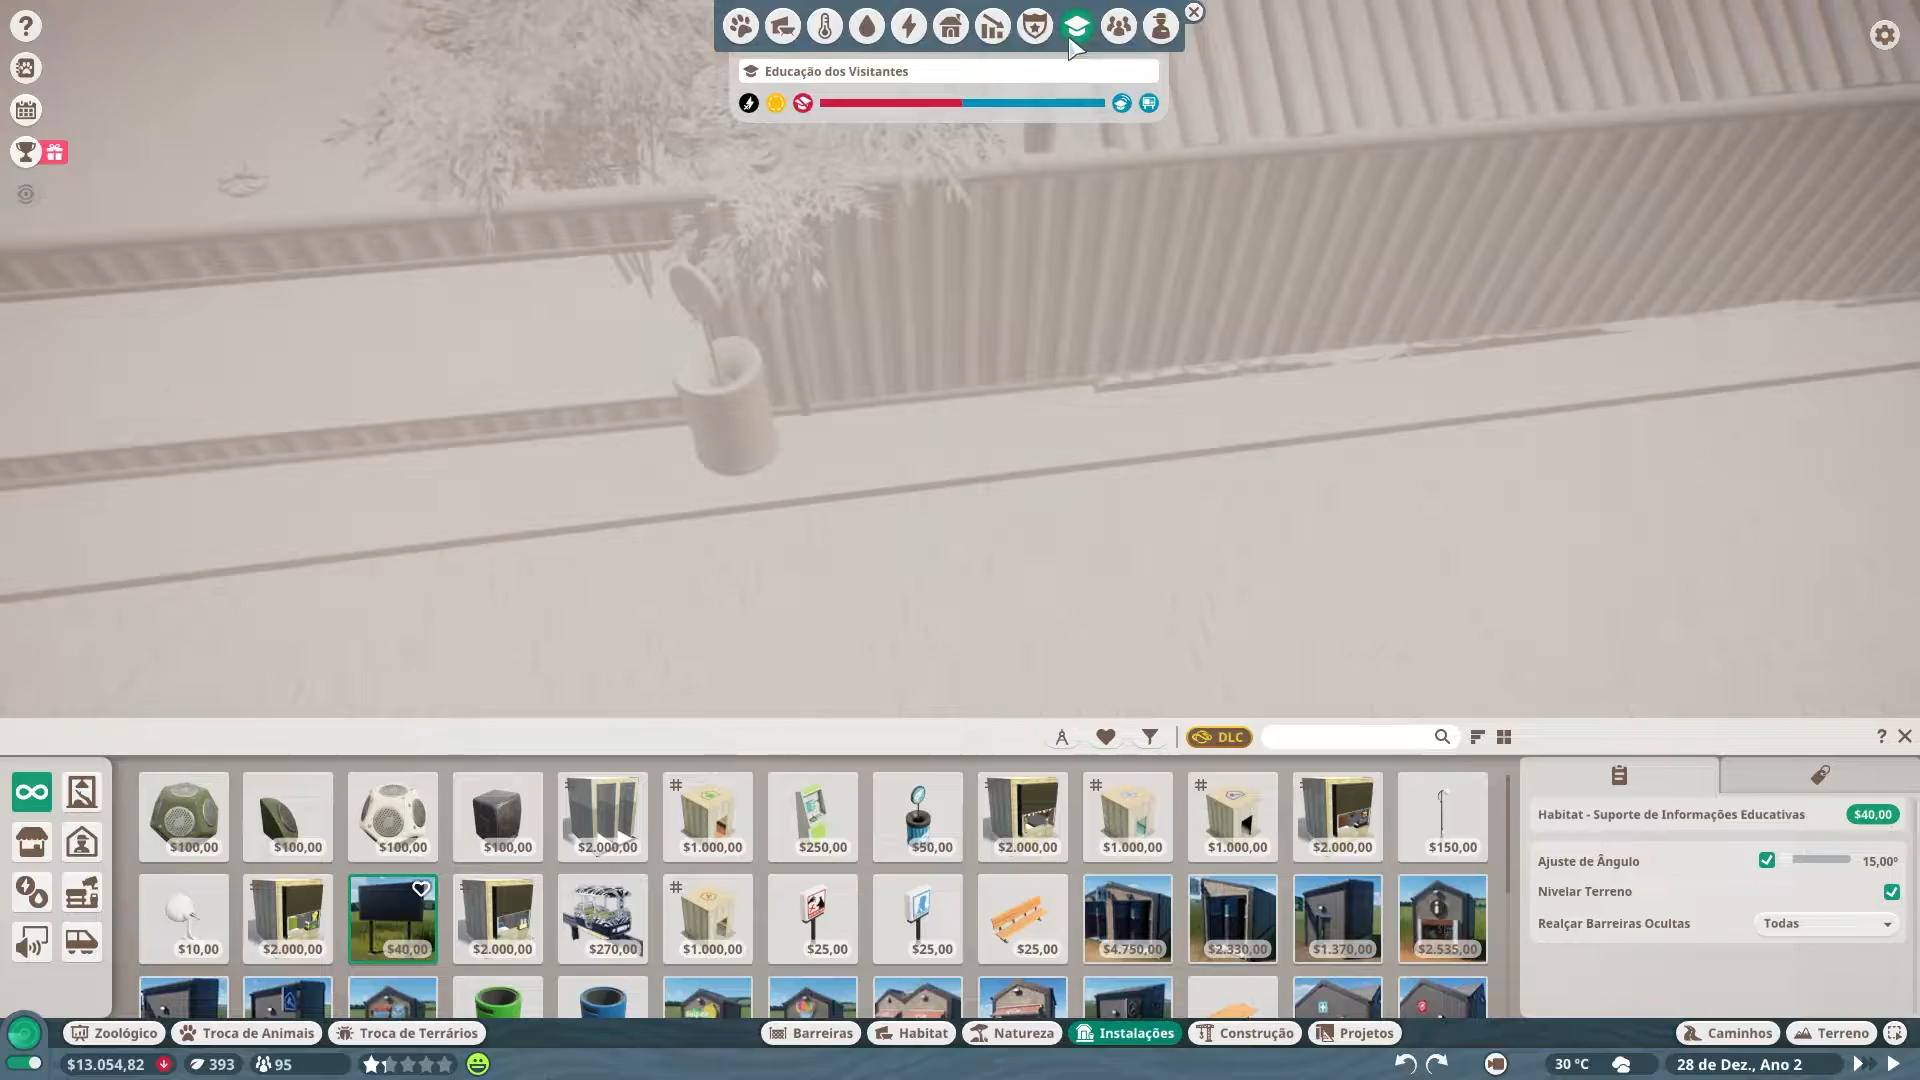 Educação dos Visitantes
DLC
$100,00
$100,00
$100,00
$100,00
$2.000,00
$1.000,00
$250,00
$50,00
$2.000,00
$1.000,00
$1.000,00
$2.000,00
$150,00
$10,00
$2.000,00
$40,00
$2.000,00
$270,00
$1.000,00
$25,00
$25,00
$25,00
$4.750,00
$2.330,00
$1.370,00
$2.535,00
Habitat - Suporte de Informações Educativas
$40,00
Ajuste de Ângulo
15,00°
Nivelar Terreno
Realçar Barreiras Ocultas
Todas
Zoológico
Troca de Animais
Troca de Terrários
Barreiras
Habitat
Natureza
Instalações
Construção
Projetos
Caminhos
Terreno
$13.054,82
393
95
30 °C
28 de Dez., Ano 2